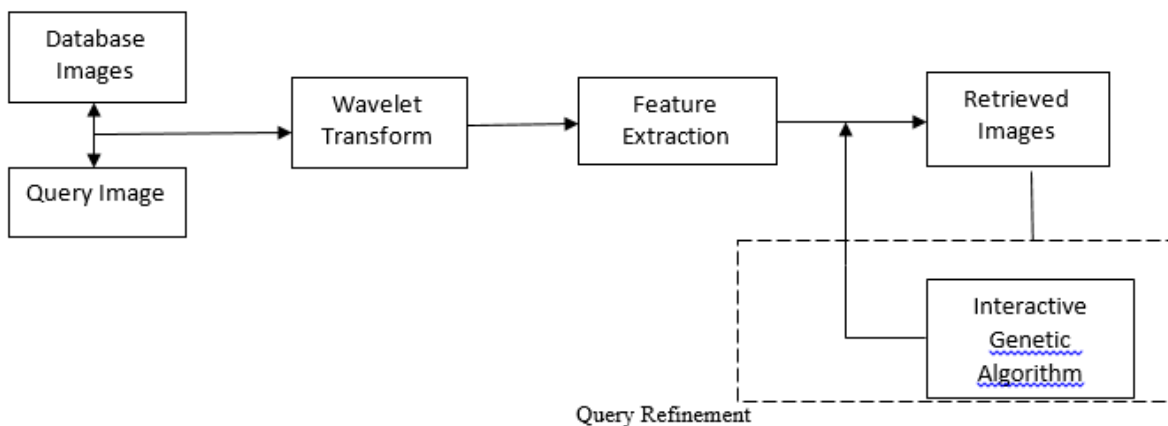 Database
Images
Query Image
Wavelet
Transform
Feature
Extraction
Retrieved
Images
Interactive
Genetic
Algorithm
Query Refinement